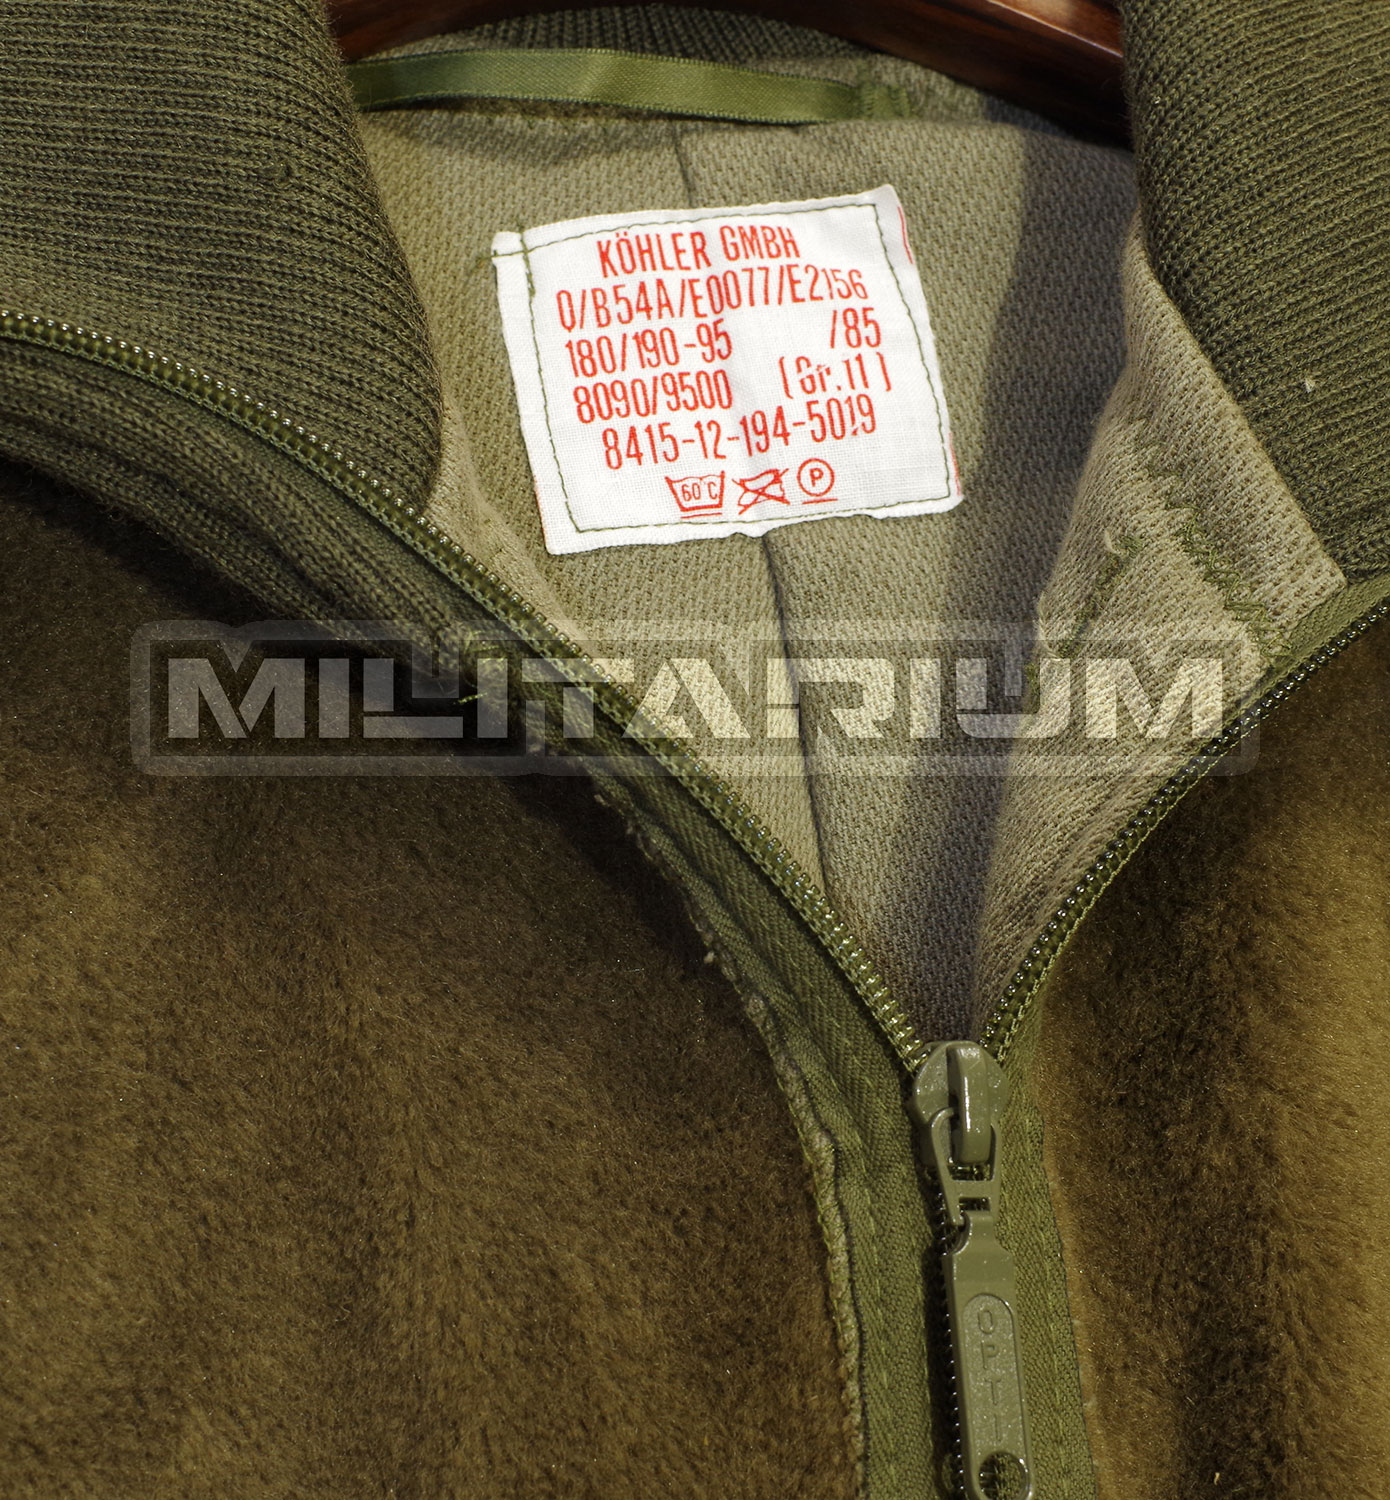 KÖHLER GMBH
Q/B54A/E0077/E2156
180/190-95 /85
8090/9500 (Gr.11)
8415-12-194-5019
60°C P
MILITARIUM
OPTI